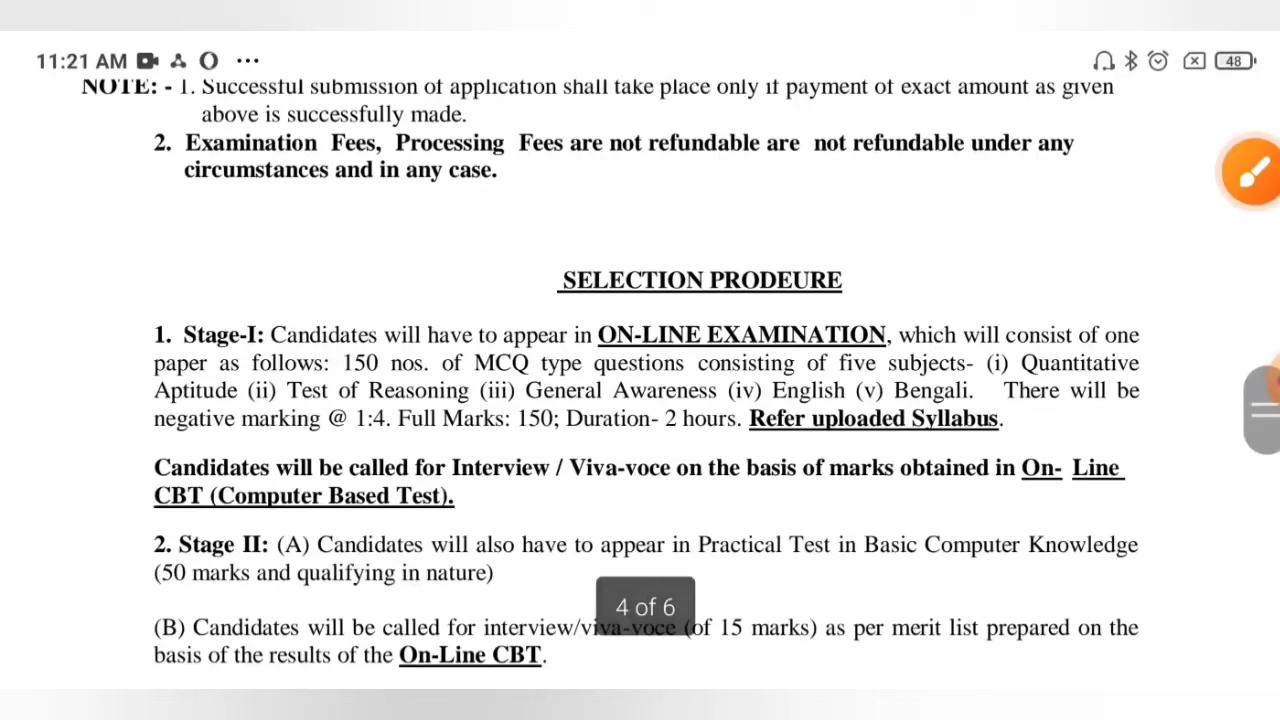 11:21 AM ...
48
NOTE: - 1. Successful submission of application shall take place only if payment of exact amount as given
above is successfully made.
2. Examination Fees, Processing Fees are not refundable are not refundable under any
circumstances and in any case.
SELECTION PRODEURE
1. Stage-I: Candidates will have to appear in ON-LINE EXAMINATION, which will consist of one
paper as follows: 150 nos. of MCQ type questions consisting of five subjects- (i) Quantitative
Aptitude (ii) Test of Reasoning (iii) General Awareness (iv) English (v) Bengali. There will be
negative marking @ 1:4. Full Marks: 150; Duration- 2 hours. Refer uploaded Syllabus.
Candidates will be called for Interview / Viva-voce on the basis of marks obtained in On- Line
CBT (Computer Based Test).
2. Stage II: (A) Candidates will also have to appear in Practical Test in Basic Computer Knowledge
(50 marks and qualifying in nature)
4 of 6
(B) Candidates will be called for interview/viva-voce (of 15 marks) as per merit list prepared on the
basis of the results of the On-Line CBT.